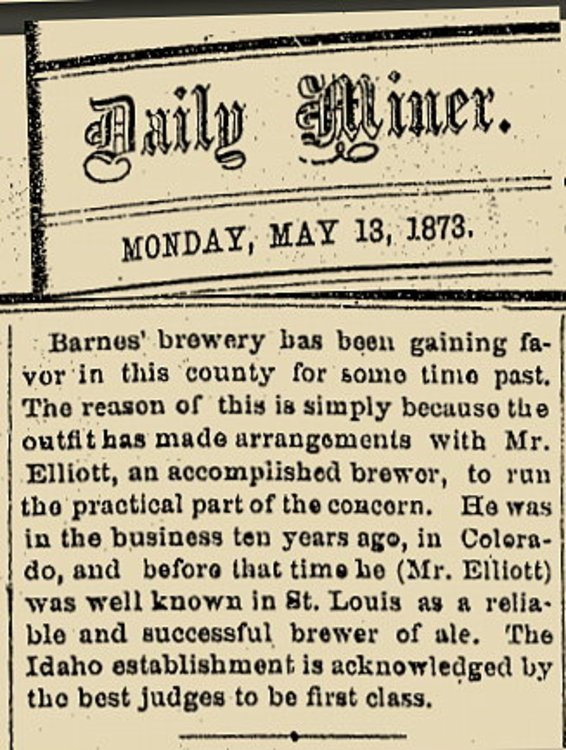 Daily Miner.
MONDAY, MAY 13, 1873.
Barnes' brewery has been gaining fa-
vor in this county for some time past.
The reason of this is simply because the
outfit has made arrangements with Mr.
Elliott, an accomplished brewer, to run
the practical part of the concern. He was
in the business ten years ago, in Colora-
do, and before that time he (Mr. Elliott)
was well known in St. Louis as a relia-
ble and successful brewer of ale. The
Idaho establishment is acknowledged by
the best judges to be first class.